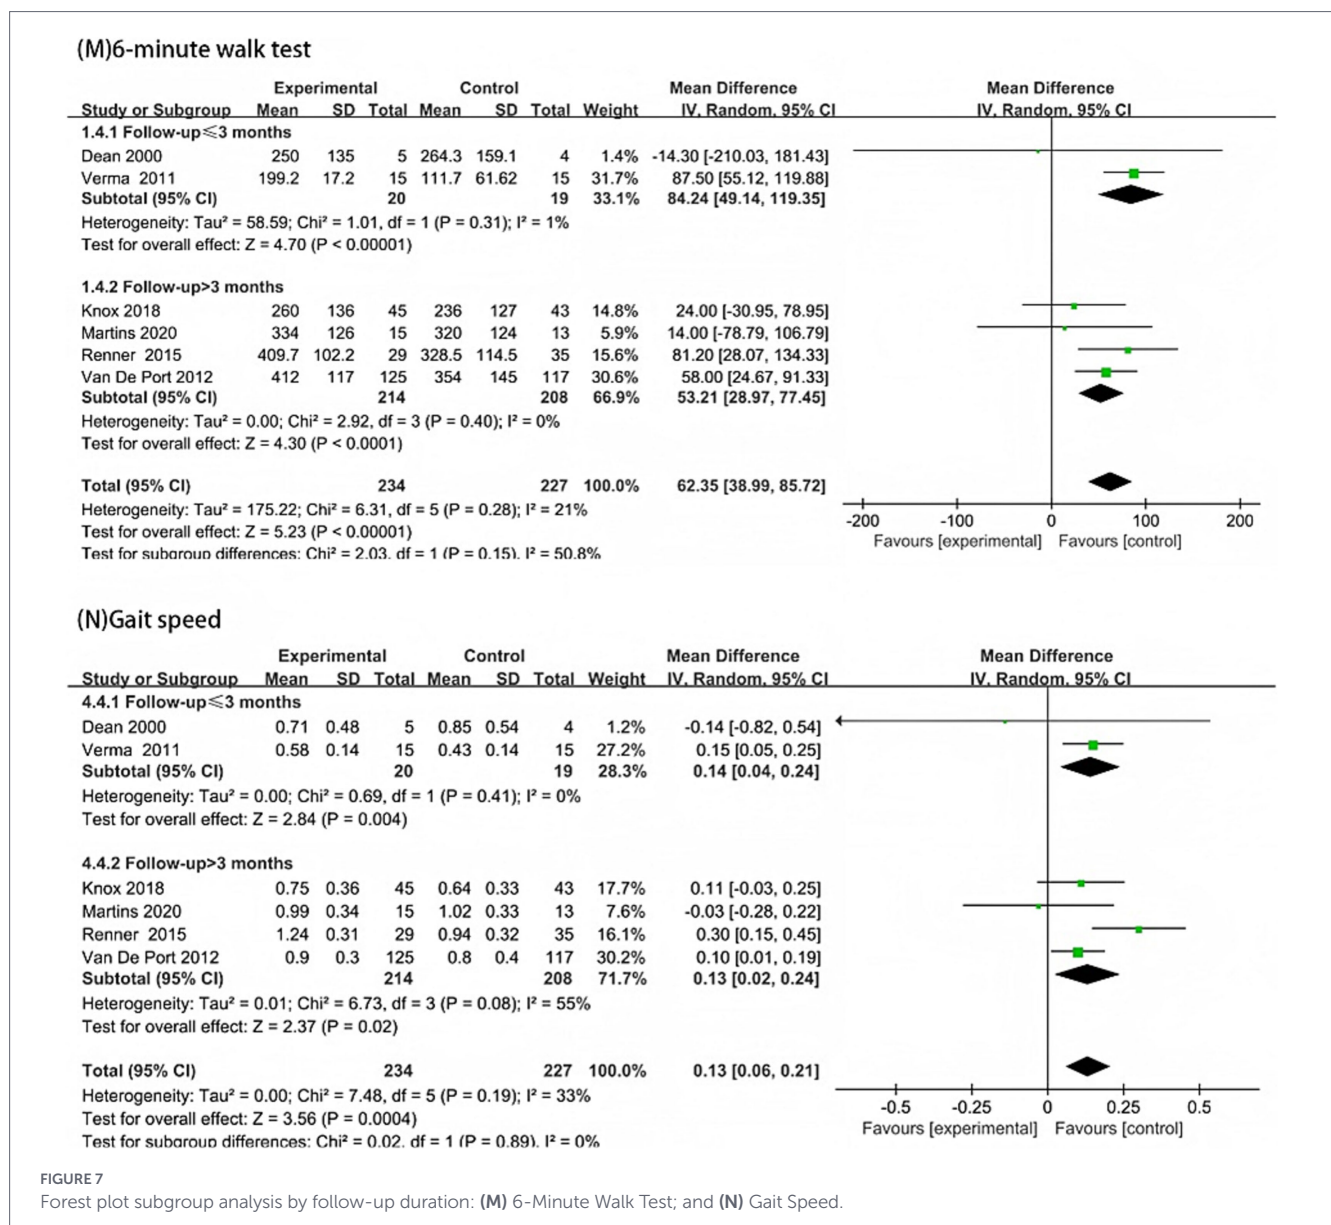 (M)6-minute walk test
Experimental Control Mean Difference Mean Difference
Study or Subgroup Mean SD Total Mean SD Total Weight IV, Random, 95% CI IV, Random, 95% CI
1.4.1 Follow-up≤3 months
Dean 2000 250 135 5 264.3 159.1 4 1.4% -14.30 [-210.03, 181.43]
Verma 2011 199.2 17.2 15 111.7 61.62 15 31.7% 87.50 [55.12, 119.88]
Subtotal (95% CI) 20 19 33.1% 84.24 [49.14, 119.35]
Heterogeneity: Tau² = 58.59; Chi² = 1.01, df = 1 (P = 0.31); I² = 1%
Test for overall effect: Z = 4.70 (P < 0.00001)
1.4.2 Follow-up>3 months
Knox 2018 260 136 45 236 127 43 14.8% 24.00 [-30.95, 78.95]
Martins 2020 334 126 15 320 124 13 5.9% 14.00 [-78.79, 106.79]
Renner 2015 409.7 102.2 29 328.5 114.5 35 15.6% 81.20 [28.07, 134.33]
Van De Port 2012 412 117 125 354 145 117 30.6% 58.00 [24.67, 91.33]
Subtotal (95% CI) 214 208 66.9% 53.21 [28.97, 77.45]
Heterogeneity: Tau² = 0.00; Chi² = 2.92, df = 3 (P = 0.40); I² = 0%
Test for overall effect: Z = 4.30 (P < 0.0001)
Total (95% CI) 234 227 100.0% 62.35 [38.99, 85.72]
Heterogeneity: Tau² = 175.22; Chi² = 6.31, df = 5 (P = 0.28); I² = 21%
Test for overall effect: Z = 5.23 (P < 0.00001)
Test for subgroup differences: Chi² = 2.03, df = 1 (P = 0.15), I² = 50.8%
-200 -100 0 100 200
Favours [experimental] Favours [control]
(N)Gait speed
Experimental Control Mean Difference Mean Difference
Study or Subgroup Mean SD Total Mean SD Total Weight IV, Random, 95% CI IV, Random, 95% CI
4.4.1 Follow-up≤3 months
Dean 2000 0.71 0.48 5 0.85 0.54 4 1.2% -0.14 [-0.82, 0.54]
Verma 2011 0.58 0.14 15 0.43 0.14 15 27.2% 0.15 [0.05, 0.25]
Subtotal (95% CI) 20 19 28.3% 0.14 [0.04, 0.24]
Heterogeneity: Tau² = 0.00; Chi² = 0.69, df = 1 (P = 0.41); I² = 0%
Test for overall effect: Z = 2.84 (P = 0.004)
4.4.2 Follow-up>3 months
Knox 2018 0.75 0.36 45 0.64 0.33 43 17.7% 0.11 [-0.03, 0.25]
Martins 2020 0.99 0.34 15 1.02 0.33 13 7.6% -0.03 [-0.28, 0.22]
Renner 2015 1.24 0.31 29 0.94 0.32 35 16.1% 0.30 [0.15, 0.45]
Van De Port 2012 0.9 0.3 125 0.8 0.4 117 30.2% 0.10 [0.01, 0.19]
Subtotal (95% CI) 214 208 71.7% 0.13 [0.02, 0.24]
Heterogeneity: Tau² = 0.01; Chi² = 6.73, df = 3 (P = 0.08); I² = 55%
Test for overall effect: Z = 2.37 (P = 0.02)
Total (95% CI) 234 227 100.0% 0.13 [0.06, 0.21]
Heterogeneity: Tau² = 0.00; Chi² = 7.48, df = 5 (P = 0.19); I² = 33%
Test for overall effect: Z = 3.56 (P = 0.0004)
Test for subgroup differences: Chi² = 0.02, df = 1 (P = 0.89), I² = 0%
-0.5 -0.25 0 0.25 0.5
Favours [experimental] Favours [control]
FIGURE 7
Forest plot subgroup analysis by follow-up duration: (M) 6-Minute Walk Test; and (N) Gait Speed.